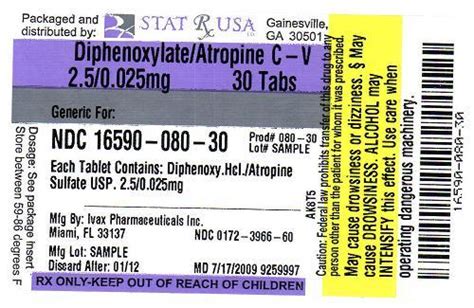 Packaged and
distributed by:
STAT Rx USA LLC
Gainesville,
GA 30501
Diphenoxylate/Atropine C - V
2.5/0.025mg 30 Tabs
Generic For:
NDC 16590-080-30
Prod# 080-30
Lot# SAMPLE
Each Tablet Contains: Diphenoxy.Hcl./Atropine
Sulfate USP. 2.5/0.025mg
Mfg By: Ivax Pharmaceuticals Inc.
Miami, FL 33137 NDC 0172-3966-60
Mfg Lot: SAMPLE
Discard After: 01/12 MD 7/17/2009 9259997
RX ONLY-KEEP OUT OF REACH OF CHILDREN
Dosage: See package Insert
Store between 59-86 degrees F
AK8T5
Caution: Federal law prohibits transfer of this drug to any
person other than the patient for whom it was prescribed.
May cause drowsiness or dizziness. § May
cause DROWSINESS. ALCOHOL may
INTENSIFY this effect. Use care when
operating dangerous machinery.
16590-080-30